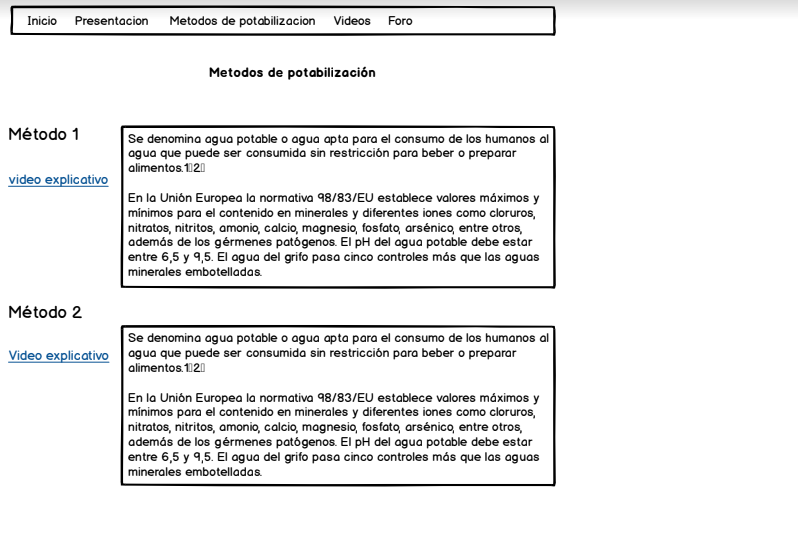 Inicio Presentacion Metodos de potabilizacion Videos Foro
Metodos de potabilización
Método 1
video explicativo
Se denomina agua potable o agua apta para el consumo de los humanos al
agua que puede ser consumida sin restricción para beber o preparar
alimentos.1▯2▯
En la Unión Europea la normativa 98/83/EU establece valores máximos y
mínimos para el contenido en minerales y diferentes iones como cloruros,
nitratos, nitritos, amonio, calcio, magnesio, fosfato, arsénico, entre otros,
además de los gérmenes patógenos. El pH del agua potable debe estar
entre 6,5 y 9,5. El agua del grifo pasa cinco controles más que las aguas
minerales embotelladas.
Método 2
Video explicativo
Se denomina agua potable o agua apta para el consumo de los humanos al
agua que puede ser consumida sin restricción para beber o preparar
alimentos.1▯2▯
En la Unión Europea la normativa 98/83/EU establece valores máximos y
mínimos para el contenido en minerales y diferentes iones como cloruros,
nitratos, nitritos, amonio, calcio, magnesio, fosfato, arsénico, entre otros,
además de los gérmenes patógenos. El pH del agua potable debe estar
entre 6,5 y 9,5. El agua del grifo pasa cinco controles más que las aguas
minerales embotelladas.